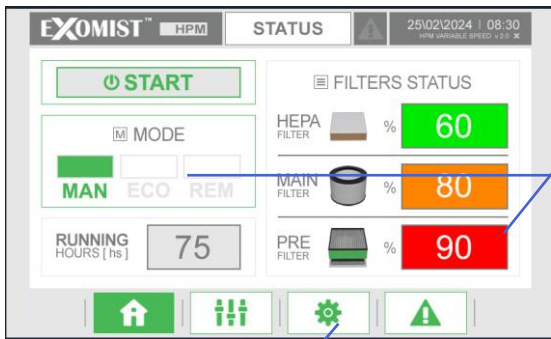 EXOMIST™ HPM STATUS 25\02\2024 | 08:30
HPM VARIABLE SPEED v 2.0 X
START
FILTERS STATUS
M MODE
MAN ECO REM
HEPA FILTER % 60
MAIN FILTER % 80
RUNNING HOURS [ hs ] 75
PRE FILTER % 90